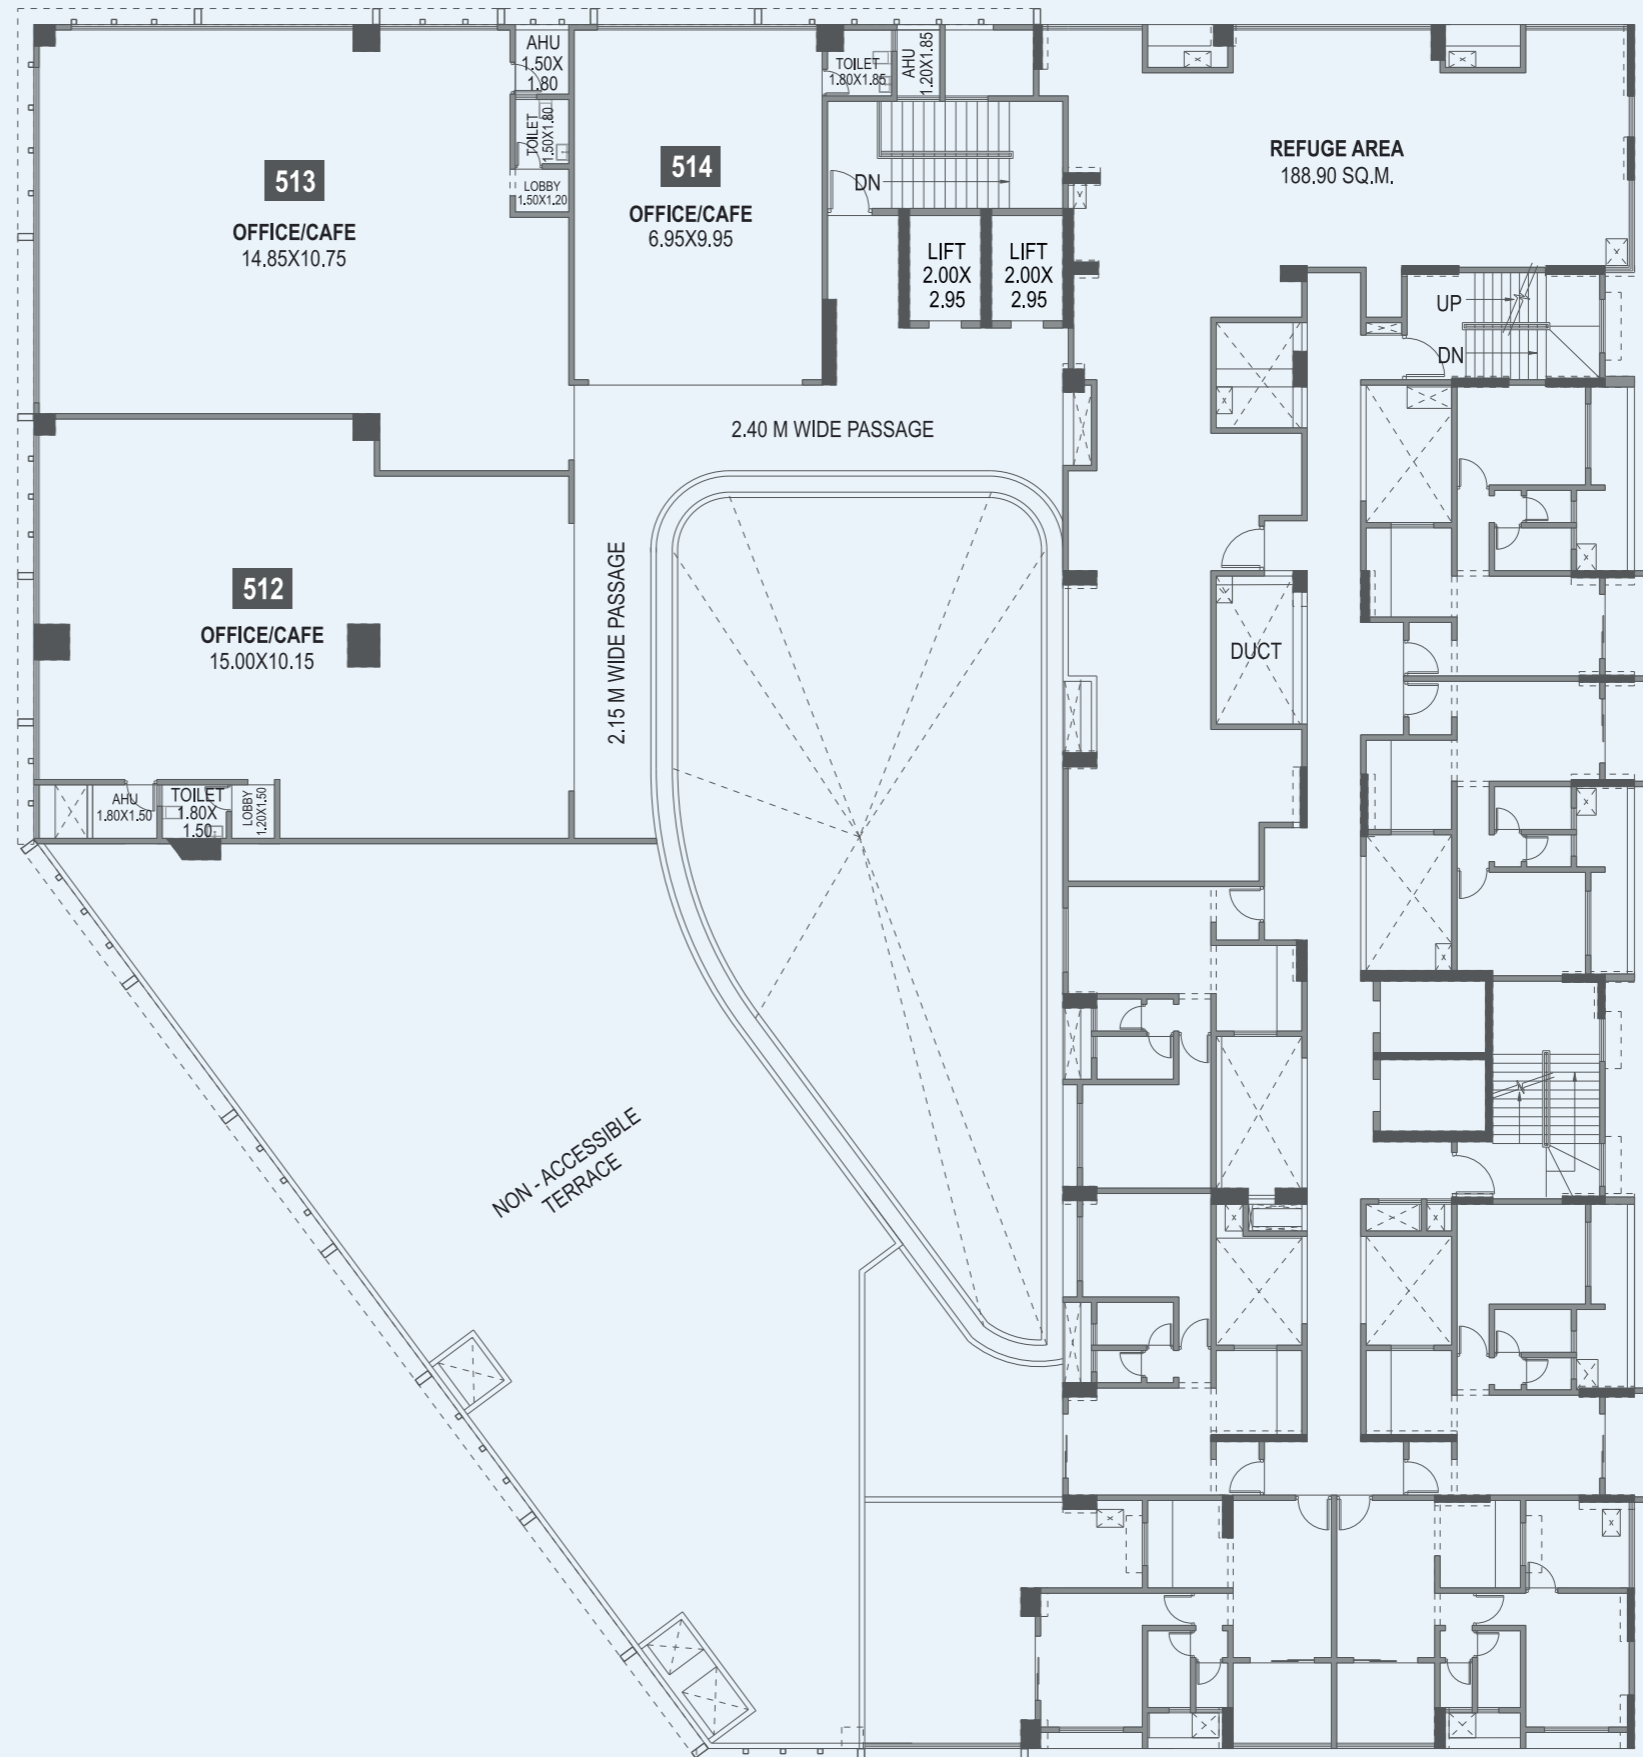 AHU
1.50X
1.80
TOILET
1.50X1.80
LOBBY
1.50X1.20
513
OFFICE/CAFE
14.85X10.75
514
OFFICE/CAFE
6.95X9.95
TOILET
1.80X1.85
AHU
1.20X1.85
DN
LIFT
2.00X
2.95
LIFT
2.00X
2.95
REFUGE AREA
188.90 SQ.M.
UP
DN
2.40 M WIDE PASSAGE
2.15 M WIDE PASSAGE
512
OFFICE/CAFE
15.00X10.15
DUCT
AHU
1.80X1.50
TOILET
1.80X
1.50
LOBBY
1.20X1.50
NON - ACCESSIBLE
TERRACE